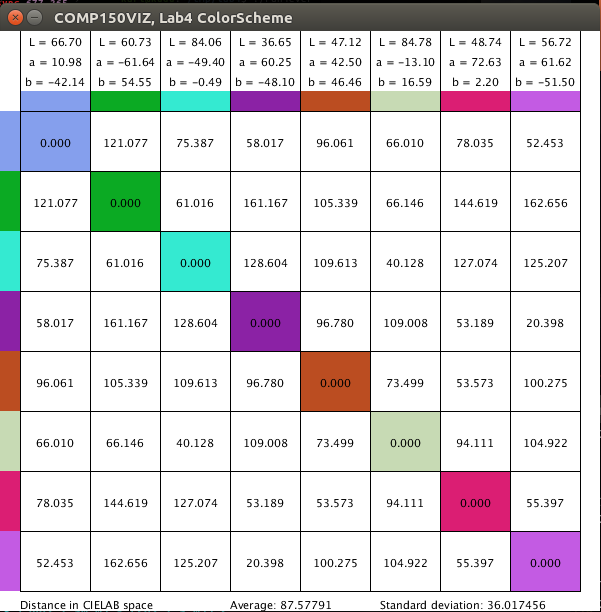 COMP150VIZ, Lab4 ColorScheme
L = 66.70 L = 60.73 L = 84.06 L = 36.65 L = 47.12 L = 84.78 L = 48.74 L = 56.72
a = 10.98 a = -61.64 a = -49.40 a = 60.25 a = 42.50 a = -13.10 a = 72.63 a = 61.62
b = -42.14 b = 54.55 b = -0.49 b = -48.10 b = 46.46 b = 16.59 b = 2.20 b = -51.50
0.000 121.077 75.387 58.017 96.061 66.010 78.035 52.453
121.077 0.000 61.016 161.167 105.339 66.146 144.619 162.656
75.387 61.016 0.000 128.604 109.613 40.128 127.074 125.207
58.017 161.167 128.604 0.000 96.780 109.008 53.189 20.398
96.061 105.339 109.613 96.780 0.000 73.499 53.573 100.275
66.010 66.146 40.128 109.008 73.499 0.000 94.111 104.922
78.035 144.619 127.074 53.189 53.573 94.111 0.000 55.397
52.453 162.656 125.207 20.398 100.275 104.922 55.397 0.000
Distance in CIELAB space Average: 87.57791 Standard deviation: 36.017456